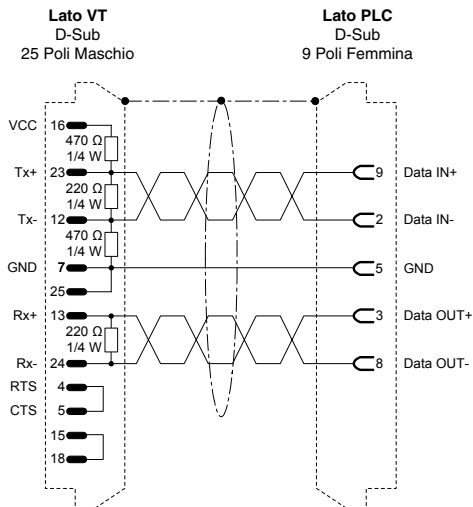 Lato VT
D-Sub
25 Poli Maschio
Lato PLC
D-Sub
9 Poli Femmina
VCC 16
470 Ω
1/4 W
Tx+ 23
220 Ω
1/4 W
Tx- 12
470 Ω
1/4 W
GND 7
25
Rx+ 13
220 Ω
1/4 W
Rx- 24
RTS 4
CTS 5
15
18
9 Data IN+
2 Data IN-
5 GND
3 Data OUT+
8 Data OUT-